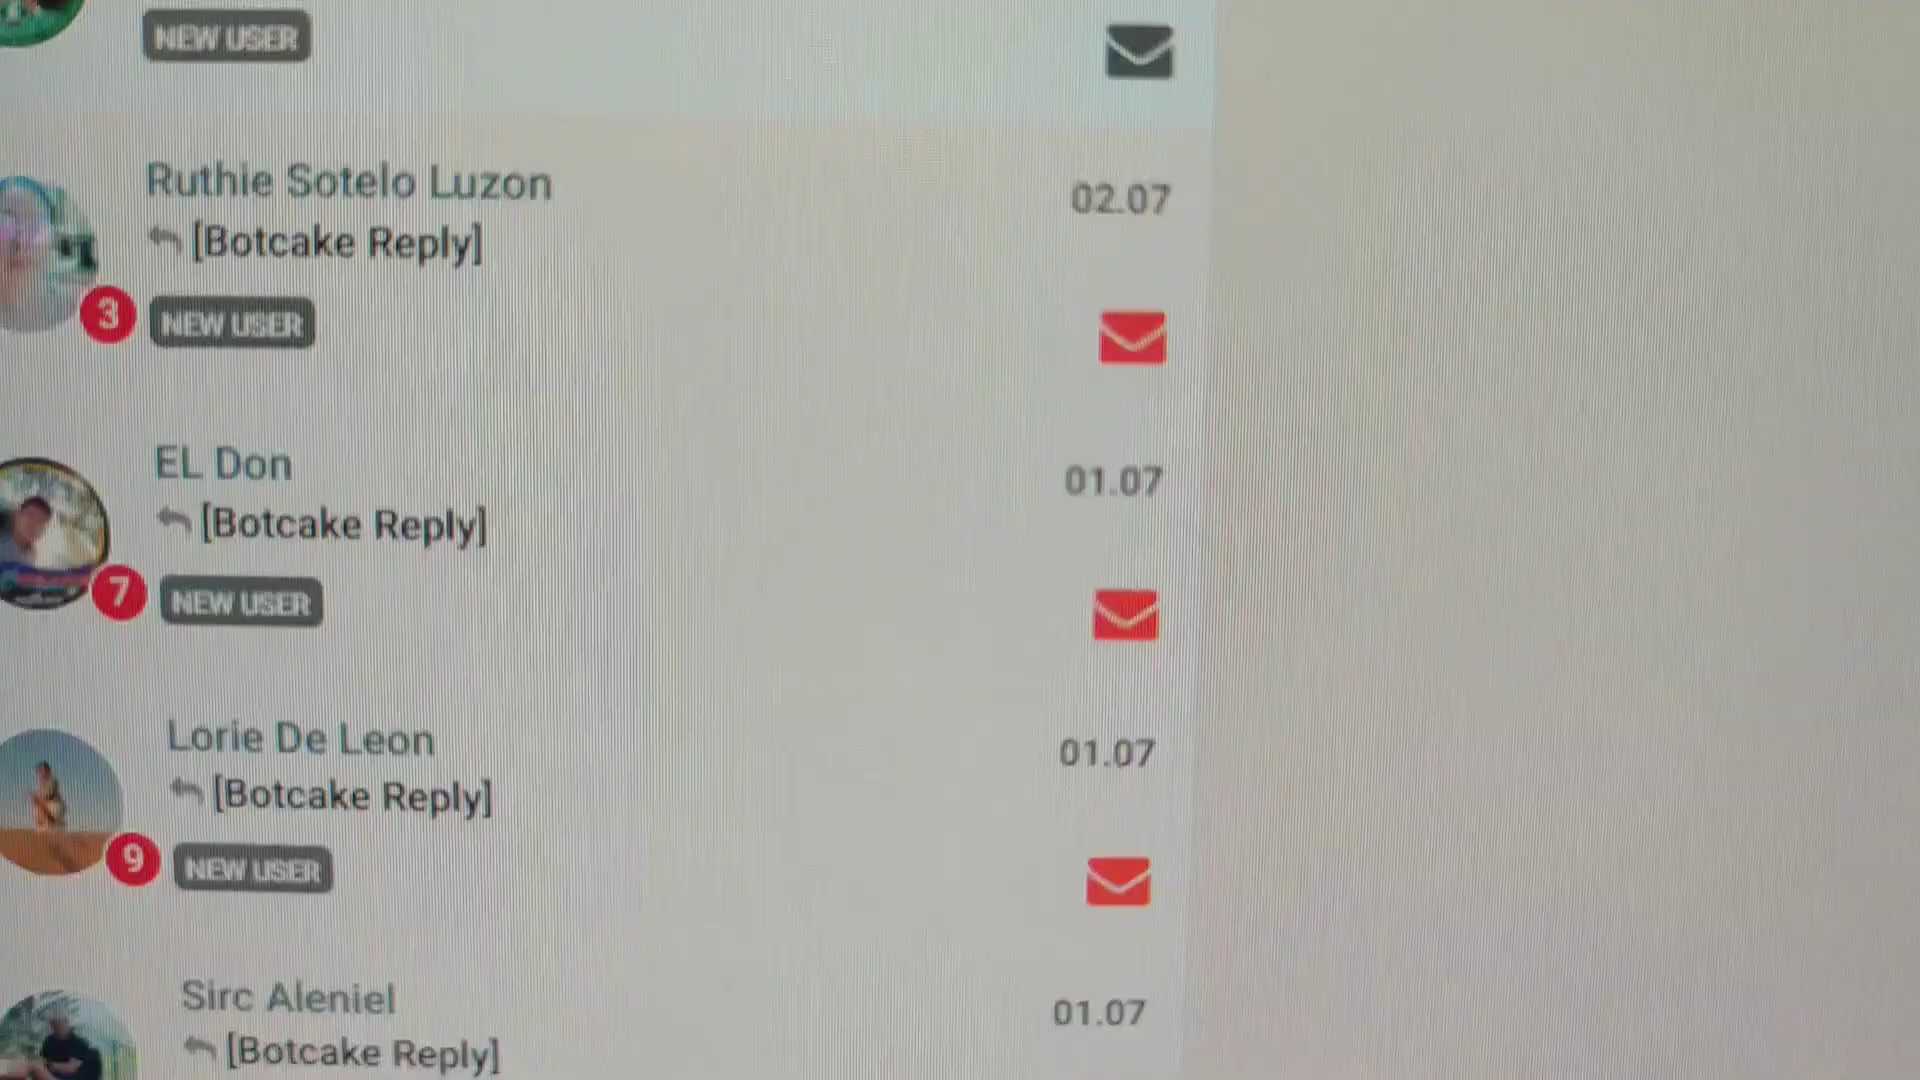 NEW USER
Ruthie Sotelo Luzon
02.07
[Botcake Reply]
3
NEW USER
EL Don
01.07
[Botcake Reply]
7
NEW USER
Lorie De Leon
01.07
[Botcake Reply]
9
NEW USER
Sirc Aleniel
01.07
[Botcake Reply]